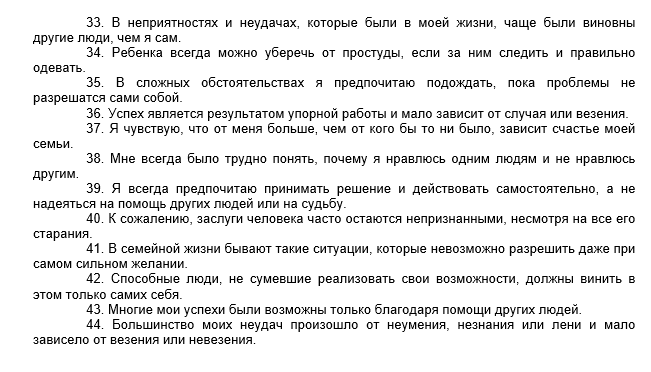 33. В неприятностях и неудачах, которые были в моей жизни, чаще были виновны
другие люди, чем я сам.
34. Ребенка всегда можно уберечь от простуды, если за ним следить и правильно
одевать.
35. В сложных обстоятельствах я предпочитаю подождать, пока проблемы не
разрешатся сами собой.
36. Успех является результатом упорной работы и мало зависит от случая или везения.
37. Я чувствую, что от меня больше, чем от кого бы то ни было, зависит счастье моей
семьи.
38. Мне всегда было трудно понять, почему я нравлюсь одним людям и не нравлюсь
другим.
39. Я всегда предпочитаю принимать решение и действовать самостоятельно, а не
надеяться на помощь других людей или на судьбу.
40. К сожалению, заслуги человека часто остаются непризнанными, несмотря на все его
старания.
41. В семейной жизни бывают такие ситуации, которые невозможно разрешить даже при
самом сильном желании.
42. Способные люди, не сумевшие реализовать свои возможности, должны винить в
этом только самих себя.
43. Многие мои успехи были возможны только благодаря помощи других людей.
44. Большинство моих неудач произошло от неумения, незнания или лени и мало
зависело от везения или невезения.